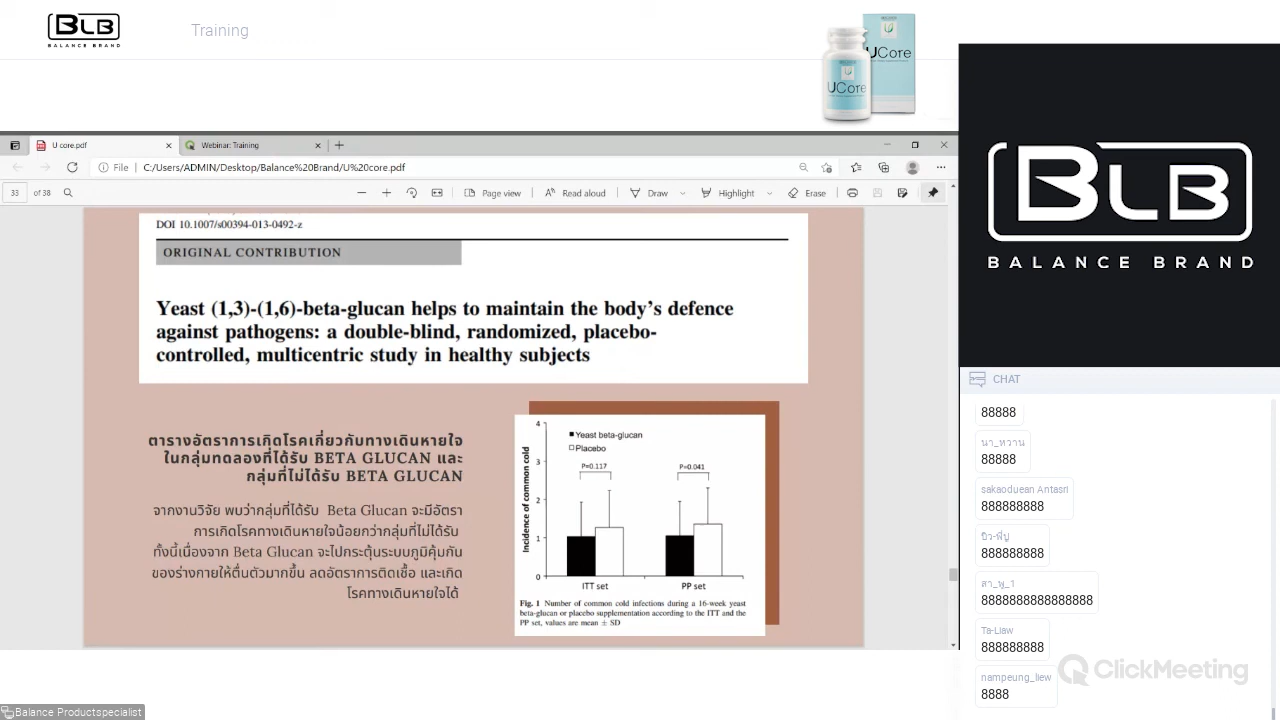 BLB
BALANCE BRAND
Training
UCore
UCore
U core.pdf
Webinar: Training
File
C:/Users/ADMIN/Desktop/Balance%20Brand/U%20core.pdf
33 of 38
Page view
Read aloud
Draw
Highlight
Erase
DOI 10.1007/s00394-013-0492-z
ORIGINAL CONTRIBUTION
Yeast (1,3)-(1,6)-beta-glucan helps to maintain the body's defence
against pathogens: a double-blind, randomized, placebo-
controlled, multicentric study in healthy subjects
ตารางอัตราการเกิดโรคเกี่ยวกับทางเดินหายใจ
ในกลุ่มทดลองที่ได้รับ BETA GLUCAN และ
กลุ่มที่ไม่ได้รับ BETA GLUCAN
จากงานวิจัย พบว่ากลุ่มที่ได้รับ Beta Glucan จะมีอัตรา
การเกิดโรคทางเดินหายใจน้อยกว่ากลุ่มที่ไม่ได้รับ
ทั้งนี้เนื่องจาก Beta Glucan จะไปกระตุ้นระบบภูมิคุ้มกัน
ของร่างกายให้ตื่นตัวมากขึ้น ลดอัตราการติดเชื้อ และเกิด
โรคทางเดินหายใจได้
Incidence of common cold
4
3
2
1
0
Yeast beta-glucan
Placebo
P=0.117
P=0.041
ITT set
PP set
Fig. 1 Number of common cold infections during a 16-week yeast
beta-glucan or placebo supplementation according to the ITT and the
PP set, values are mean ± SD
BLB
BALANCE BRAND
CHAT
88888
นา_หวาน
88888
sakaoduean Antasri
888888888
888888888
8888888888888888
Ta-Liaw
888888888
nampeung_liew
8888
ClickMeeting
Balance Productspecialist